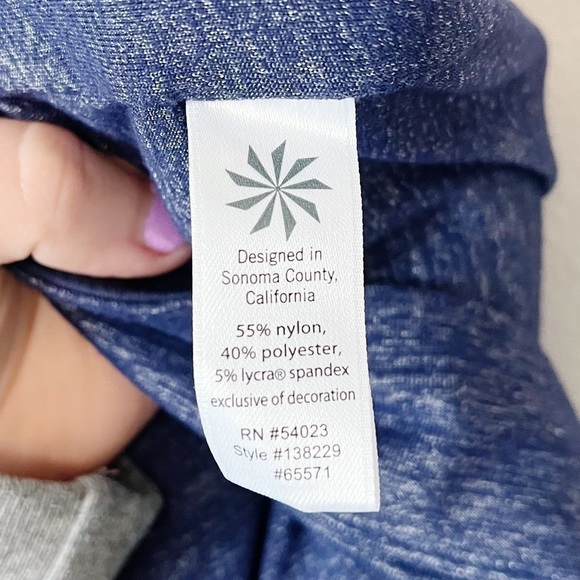 Designed in
Sonoma County,
California
55% nylon,
40% polyester,
5% lycra® spandex
exclusive of decoration
RN #54023
Style #138229
#65571